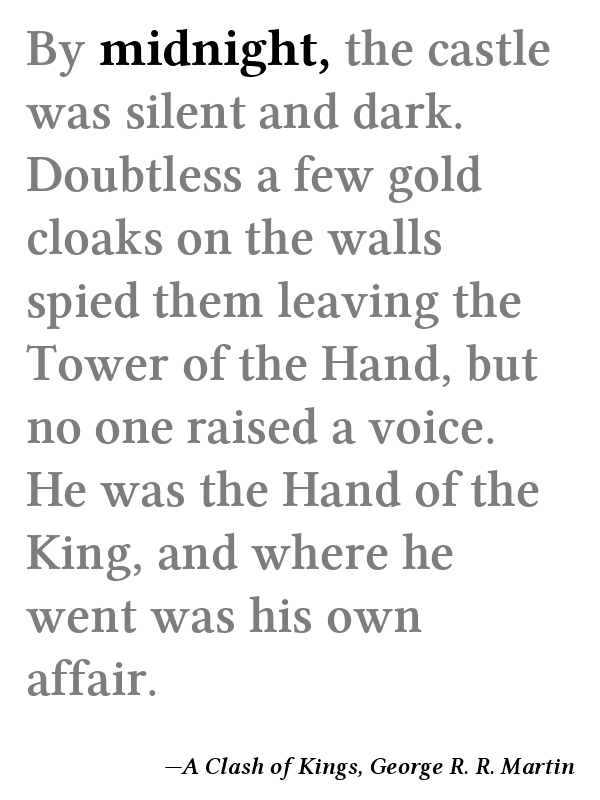 By midnight, the castle
was silent and dark.
Doubtless a few gold
cloaks on the walls
spied them leaving the
Tower of the Hand, but
no one raised a voice.
He was the Hand of the
King, and where he
went was his own
affair.
—A Clash of Kings, George R. R. Martin